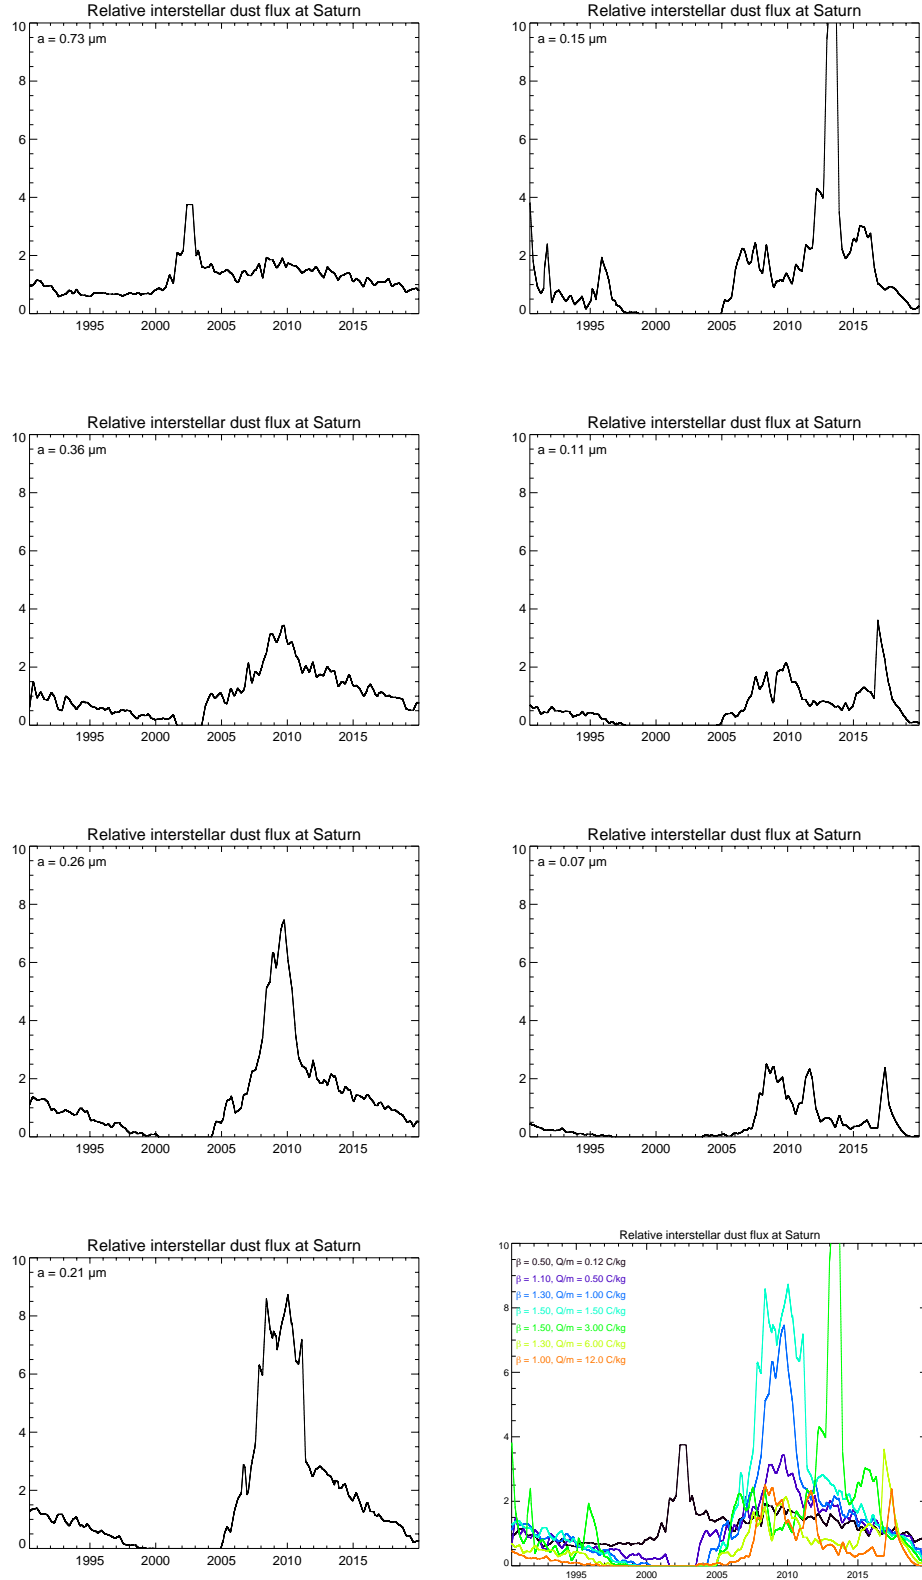 Relative interstellar dust flux at Saturn
a = 0.73 µm
10
8
6
4
2
0
1995 2000 2005 2010 2015
Relative interstellar dust flux at Saturn
a = 0.15 µm
10
8
6
4
2
0
1995 2000 2005 2010 2015
Relative interstellar dust flux at Saturn
a = 0.36 µm
10
8
6
4
2
0
1995 2000 2005 2010 2015
Relative interstellar dust flux at Saturn
a = 0.11 µm
10
8
6
4
2
0
1995 2000 2005 2010 2015
Relative interstellar dust flux at Saturn
a = 0.26 µm
10
8
6
4
2
0
1995 2000 2005 2010 2015
Relative interstellar dust flux at Saturn
a = 0.07 µm
10
8
6
4
2
0
1995 2000 2005 2010 2015
Relative interstellar dust flux at Saturn
a = 0.21 µm
10
8
6
4
2
0
1995 2000 2005 2010 2015
Relative interstellar dust flux at Saturn
10
β = 0.50, Q/m = 0.12 C/kg
β = 1.10, Q/m = 0.50 C/kg
β = 1.30, Q/m = 1.00 C/kg
β = 1.50, Q/m = 1.50 C/kg
β = 1.50, Q/m = 3.00 C/kg
β = 1.30, Q/m = 6.00 C/kg
β = 1.00, Q/m = 12.0 C/kg
8
6
4
2
0
1995 2000 2005 2010 2015